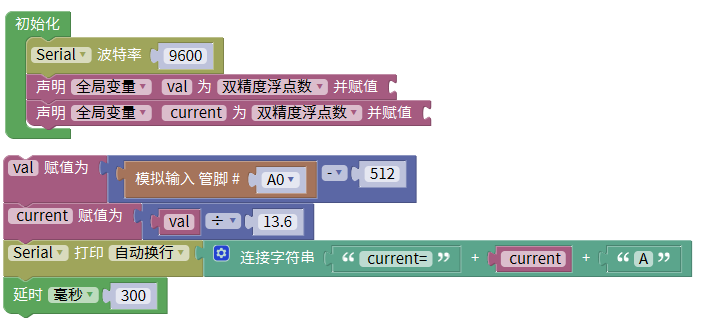 初始化
Serial 波特率 9600
声明 全局变量 val 为 双精度浮点数 并赋值
声明 全局变量 current 为 双精度浮点数 并赋值
val 赋值为 模拟输入 管脚 # A0 - 512
current 赋值为 val ÷ 13.6
Serial 打印 自动换行 连接字符串 “ current= ” + current + “ A ”
延时 毫秒 300